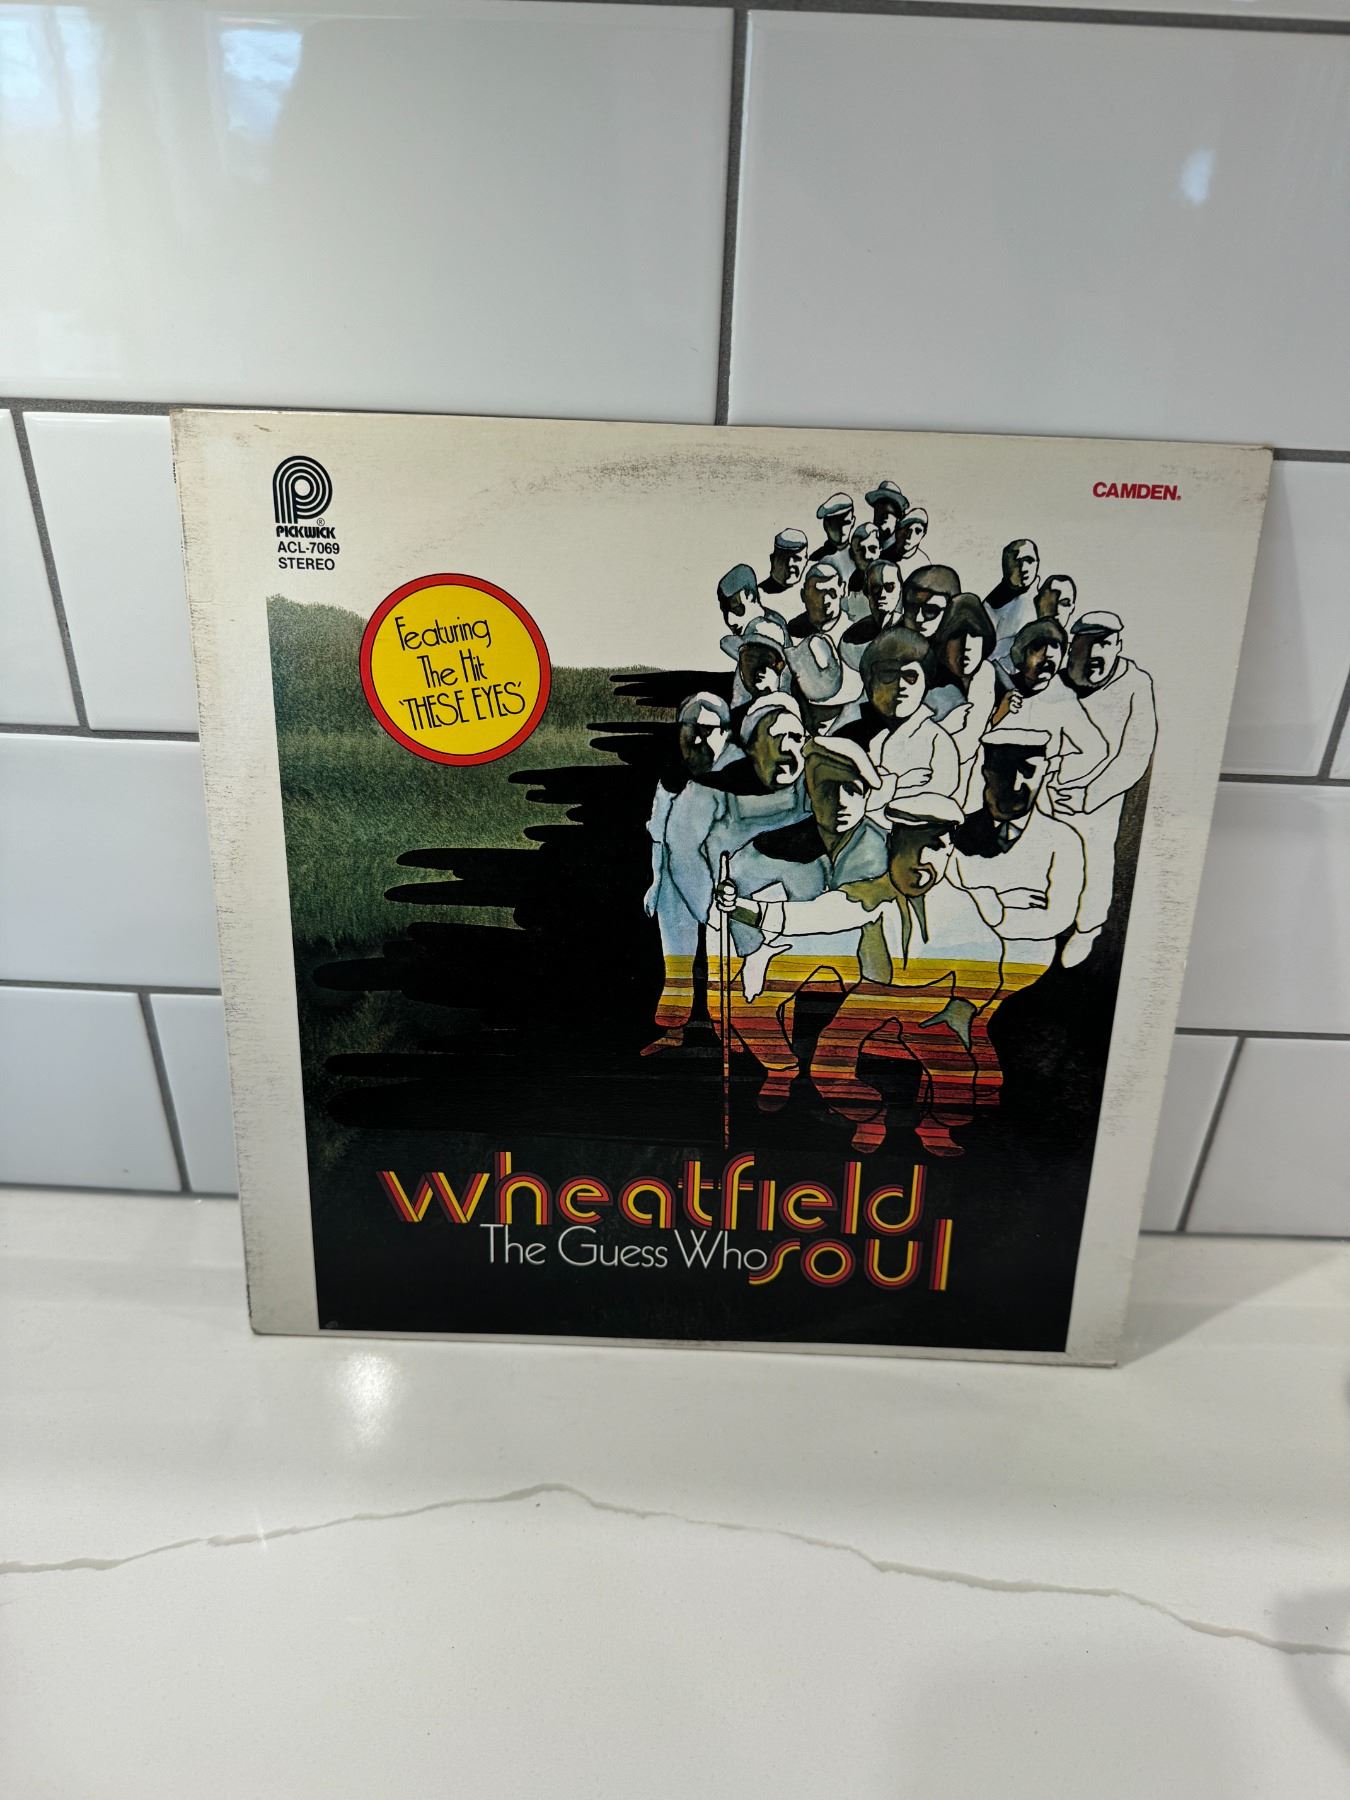 PICKWICK®
ACL-7069
STEREO
CAMDEN®
Featuring
The Hit
'THESE EYES'
wheatfield
The Guess Who
soul